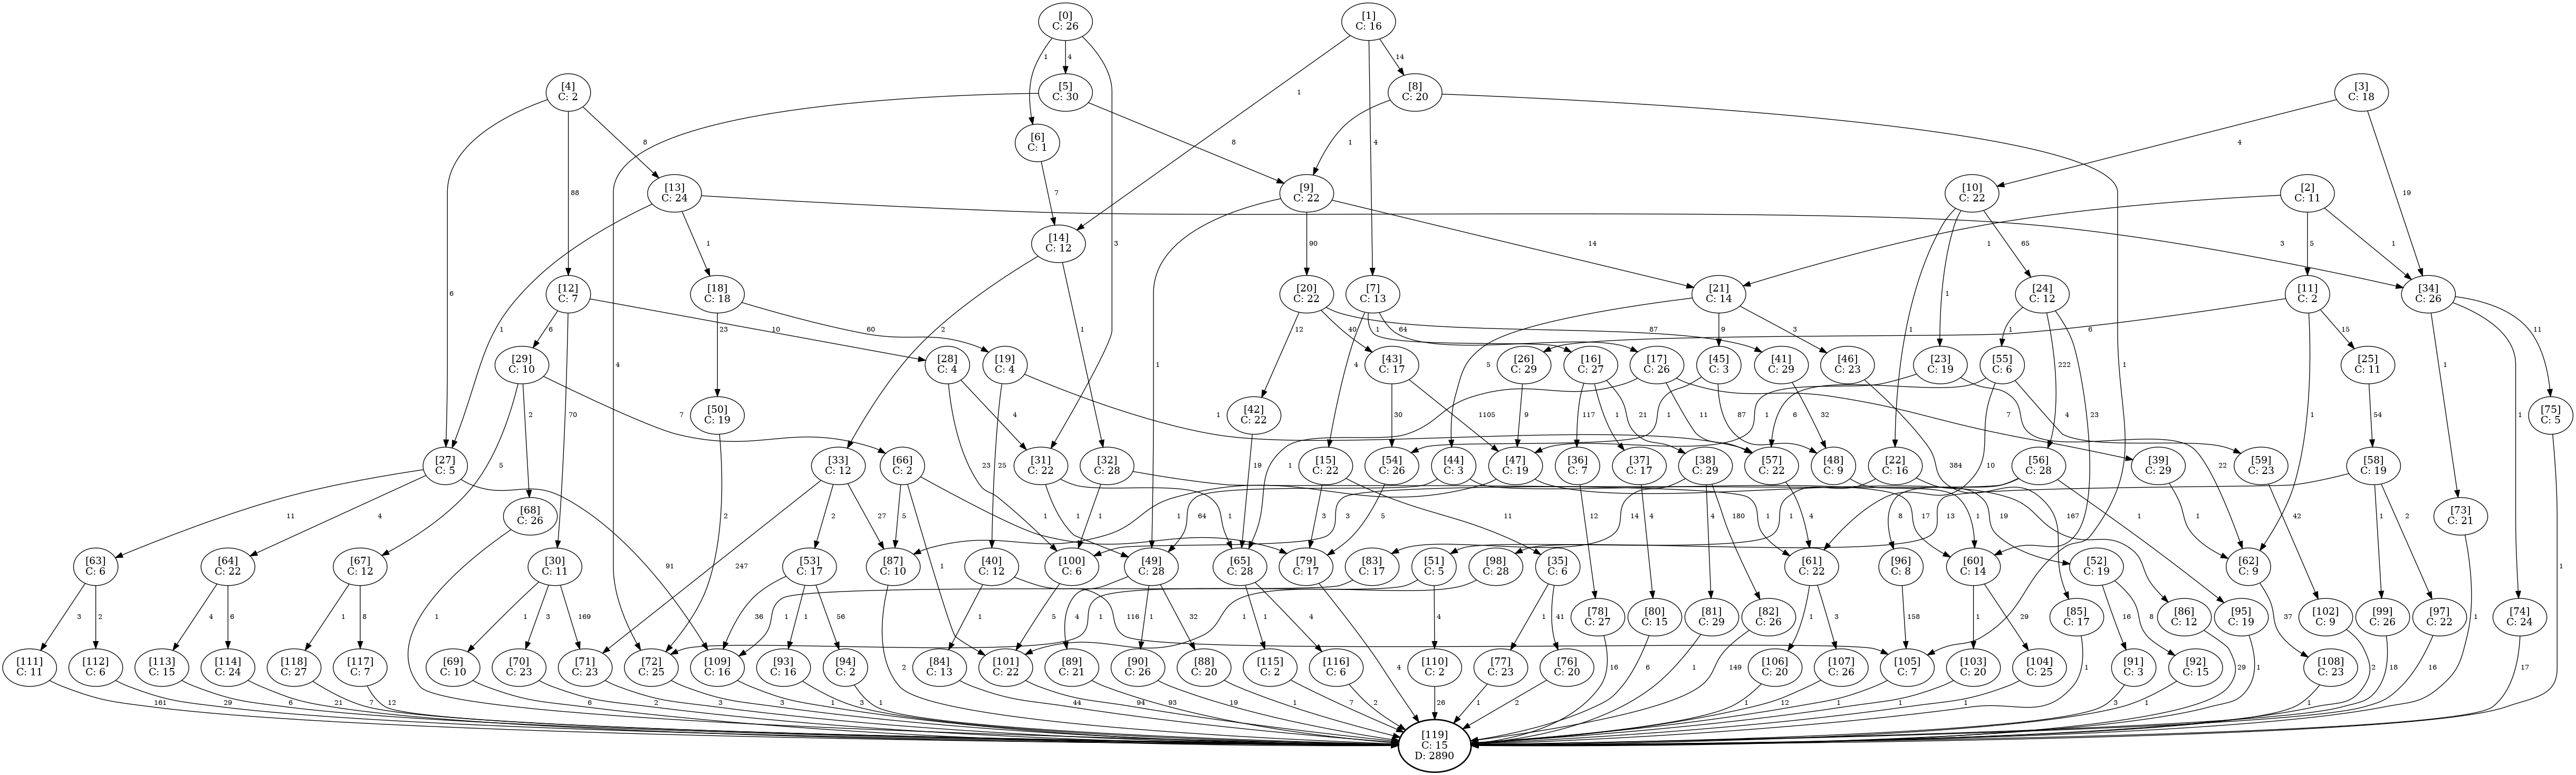 [0]
C: 26
[1]
C: 16
1
4
14
[4]
C: 2
[5]
C: 30
[8]
C: 20
[3]
C: 18
8
1
1
4
[6]
C: 1
4
8
88
7
8
1
19
[13]
C: 24
[9]
C: 22
[10]
C: 22
[2]
C: 11
[14]
C: 12
1
3
90
14
65
1
5
1
3
6
[12]
C: 7
[18]
C: 18
[20]
C: 22
[7]
C: 13
[21]
C: 14
[24]
C: 12
[11]
C: 2
[34]
C: 26
1
6
10
23
60
2
1
12
40
1
64
87
9
3
1
1
6
15
1
11
[29]
C: 10
[28]
C: 4
[19]
C: 4
[43]
C: 17
[26]
C: 29
[16]
C: 27
[17]
C: 26
[45]
C: 3
[41]
C: 29
[46]
C: 23
[23]
C: 19
[55]
C: 6
[25]
C: 11
4
1
4
5
222
23
1
[50]
C: 19
[42]
C: 22
[75]
C: 5
70
2
7
5
4
23
25
1
30
1105
9
117
1
21
11
1
87
32
1
6
7
4
1
54
1
1
[27]
C: 5
[33]
C: 12
[66]
C: 2
[31]
C: 22
[32]
C: 28
[15]
C: 22
[54]
C: 26
[44]
C: 3
[47]
C: 19
[36]
C: 7
[37]
C: 17
[38]
C: 29
[57]
C: 22
[48]
C: 9
[22]
C: 16
[39]
C: 29
[56]
C: 28
[59]
C: 23
[58]
C: 19
2
19
1
384
10
22
[68]
C: 26
[73]
C: 21
11
4
91
2
27
5
1
1
1
1
1
64
3
3
5
11
12
4
14
4
180
1
1
4
13
17
1
19
167
8
1
1
42
1
2
[63]
C: 6
[64]
C: 22
[67]
C: 12
[30]
C: 11
[53]
C: 17
[87]
C: 10
[40]
C: 12
[100]
C: 6
[49]
C: 28
[65]
C: 28
[79]
C: 17
[83]
C: 17
[51]
C: 5
[98]
C: 28
[35]
C: 6
[61]
C: 22
[96]
C: 8
[60]
C: 14
[52]
C: 19
[62]
C: 9
247
1
[78]
C: 27
[80]
C: 15
[81]
C: 29
[82]
C: 26
[85]
C: 17
[86]
C: 12
[95]
C: 19
[102]
C: 9
[99]
C: 26
[97]
C: 22
[74]
C: 24
3
2
4
6
1
8
1
1
3
169
36
1
56
1
1
1
116
5
4
1
32
1
1
4
4
1
41
1
3
158
29
1
16
8
37
1
1
[111]
C: 11
[112]
C: 6
[113]
C: 15
[114]
C: 24
[118]
C: 27
[117]
C: 7
[69]
C: 10
[70]
C: 23
[71]
C: 23
[72]
C: 25
[109]
C: 16
[93]
C: 16
[94]
C: 2
[84]
C: 13
[101]
C: 22
[89]
C: 21
[90]
C: 26
[88]
C: 20
[115]
C: 2
[116]
C: 6
[110]
C: 2
[77]
C: 23
[76]
C: 20
[106]
C: 20
[107]
C: 26
[105]
C: 7
[103]
C: 20
[104]
C: 25
[91]
C: 3
[92]
C: 15
[108]
C: 23
161
29
6
21
7
12
6
2
3
3
1
3
1
2
44
94
93
19
1
7
2
4
26
1
2
16
6
1
149
1
12
1
1
1
1
3
1
29
1
1
2
18
16
17
[119]
C: 15
D: 2890